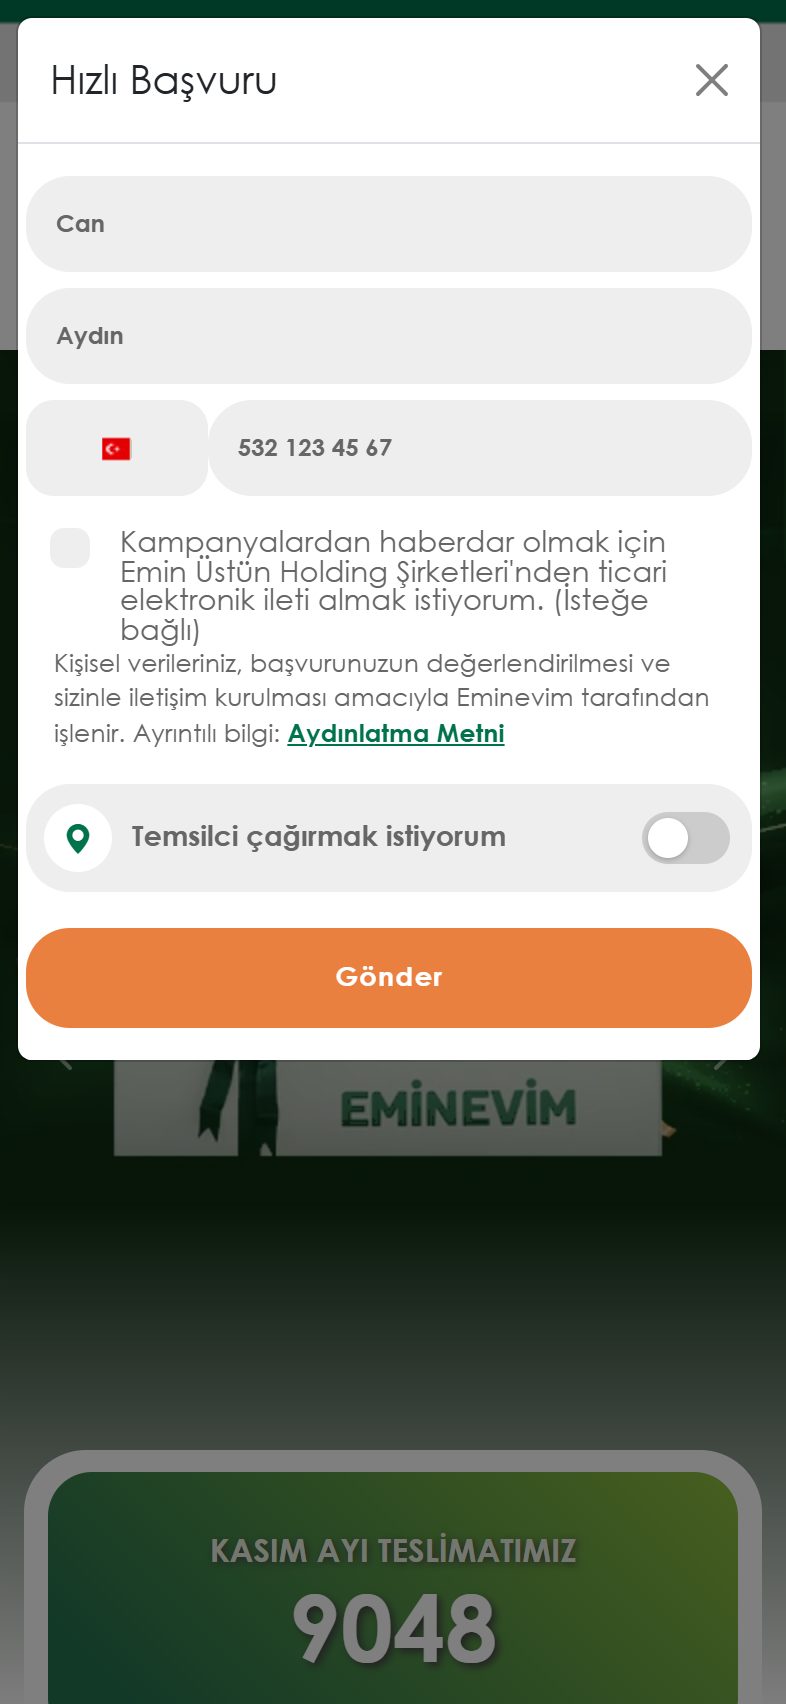 Hızlı Başvuru
Can
Aydın
532 123 45 67
Kampanyalardan haberdar olmak için
Emin Üstün Holding Şirketleri'nden ticari
elektronik ileti almak istiyorum. (İsteğe
bağlı)
Kişisel verileriniz, başvurunuzun değerlendirilmesi ve
sizinle iletişim kurulması amacıyla Eminevim tarafından
işlenir. Ayrıntılı bilgi: Aydınlatma Metni
Temsilci çağırmak istiyorum
Gönder
EMİNEVİM
KASIM AYI TESLİMATIMIZ
9048